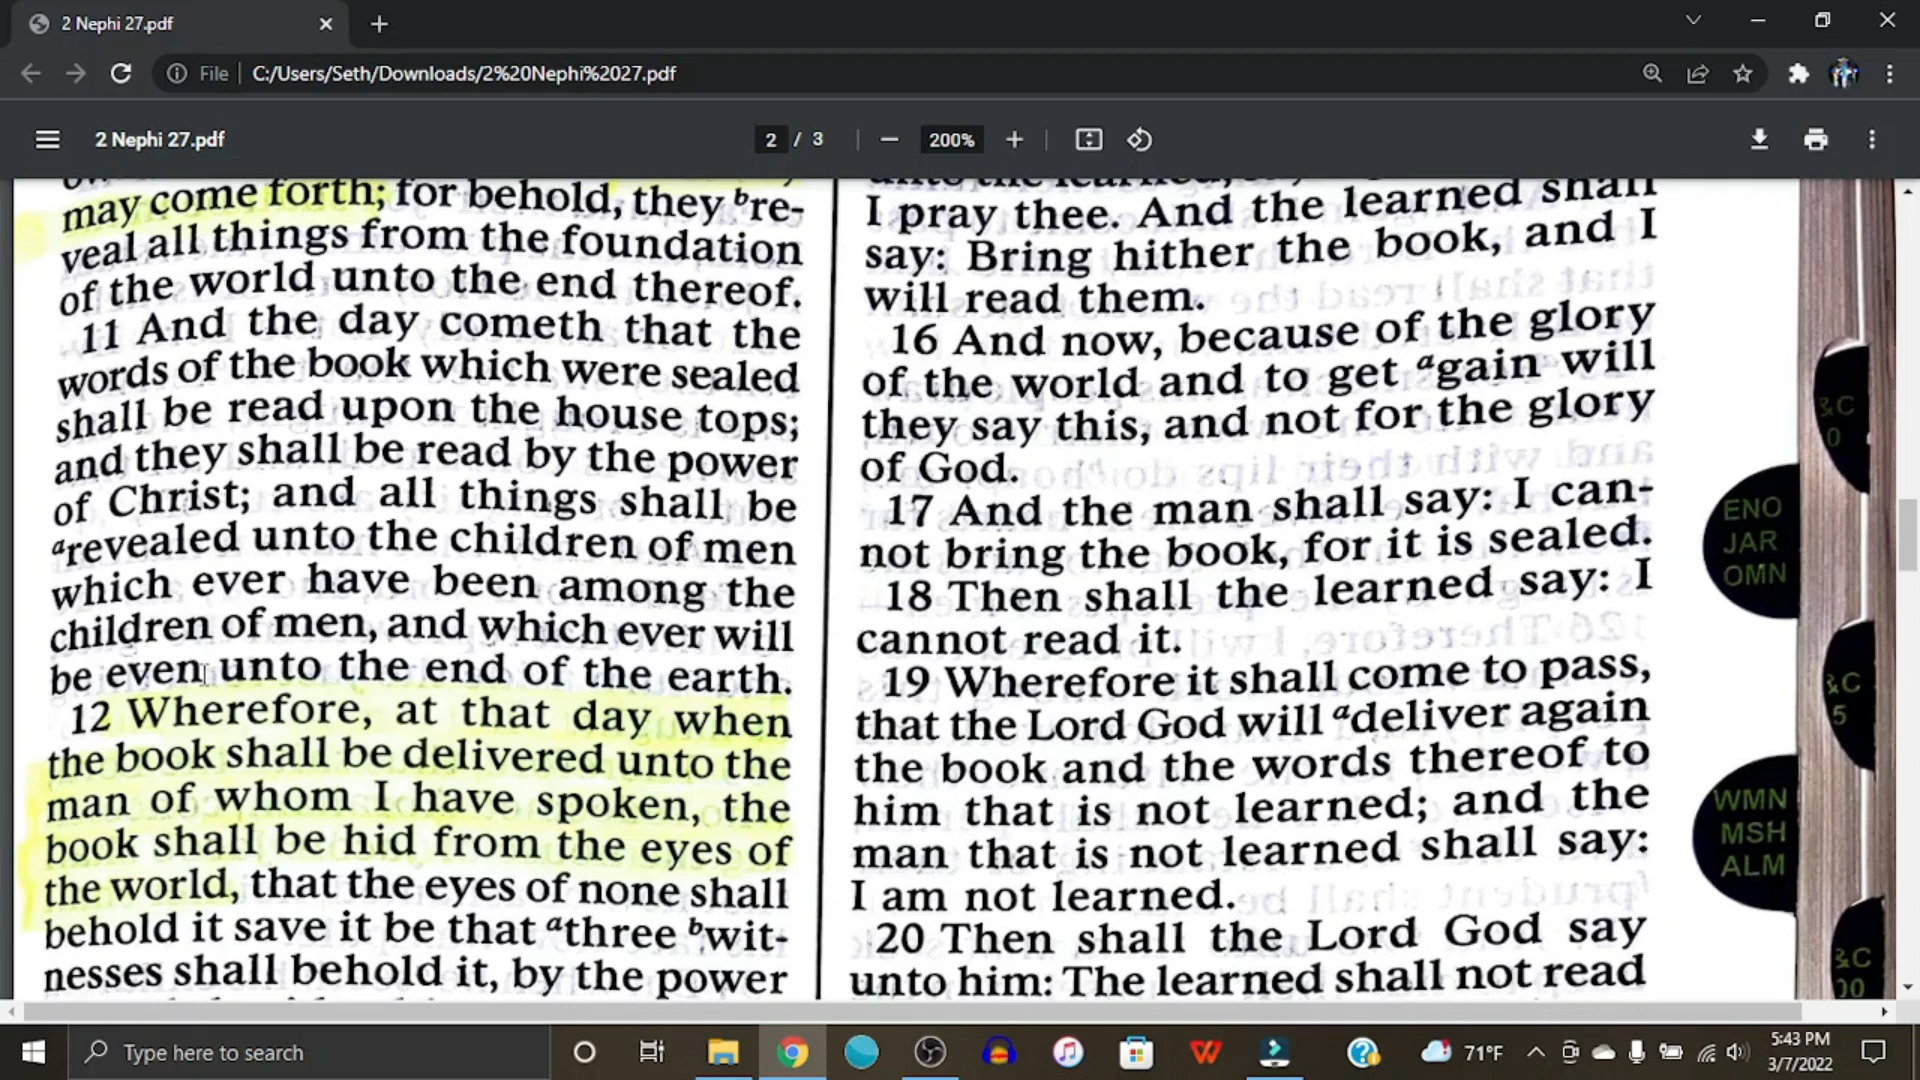 2 Nephi 27.pdf
File
C:/Users/Seth/Downloads/2%20Nephi%2027.pdf
2 Nephi 27.pdf
2 / 3
200%
may come forth; for behold, they bre-
veal all things from the foundation
of the world unto the end thereof.
11 And the day cometh that the
words of the book which were sealed
shall be read upon the house tops;
and they shall be read by the power
of Christ; and all things shall be
arevealed unto the children of men
which ever have been among the
children of men, and which ever will
be even unto the end of the earth.
12 Wherefore, at that day when
the book shall be delivered unto the
man of whom I have spoken, the
book shall be hid from the eyes of
the world, that the eyes of none shall
behold it save it be that athree bwit-
nesses shall behold it, by the power
unto the learned,
I pray thee. And the learned shall
say: Bring hither the book, and I
will read them.
16 And now, because of the glory
of the world and to get again will
they say this, and not for the glory
of God.
17 And the man shall say: I can-
not bring the book, for it is sealed.
18 Then shall the learned say: I
cannot read it.
19 Wherefore it shall come to pass,
that the Lord God will adeliver again
the book and the words thereof to
him that is not learned; and the
man that is not learned shall say:
I am not learned.
20 Then shall the Lord God say
unto him: The learned shall not read
&C
0
ENO
JAR
OMN
&C
5
WMN
MSH
ALM
&C
00
Type here to search
71°F
5:43 PM
3/7/2022